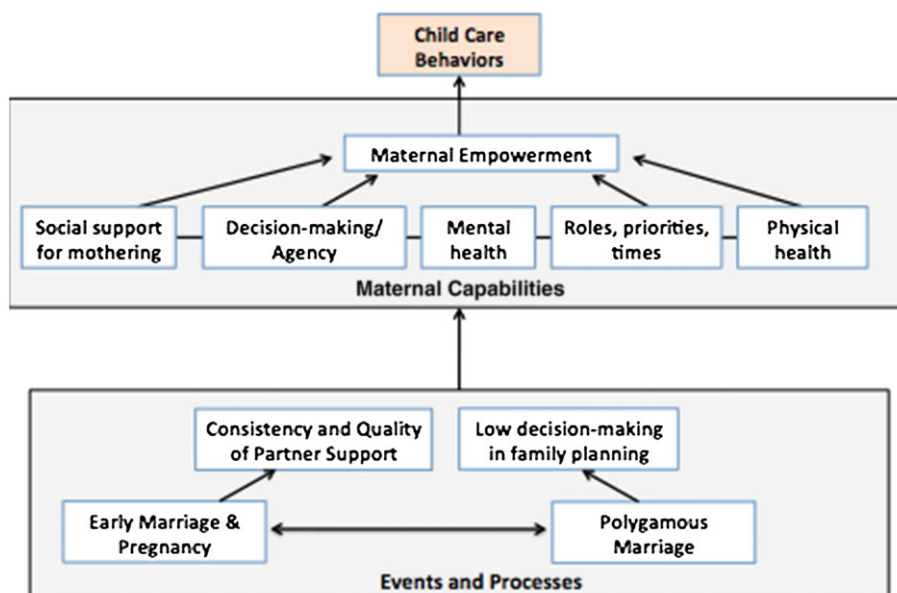 Child Care
Behaviors
Maternal Empowerment
Social support
for mothering
Decision-making/
Agency
Mental
health
Roles, priorities,
times
Physical
health
Maternal Capabilities
Consistency and Quality
of Partner Support
Low decision-making
in family planning
Early Marriage &
Pregnancy
Polygamous
Marriage
Events and Processes